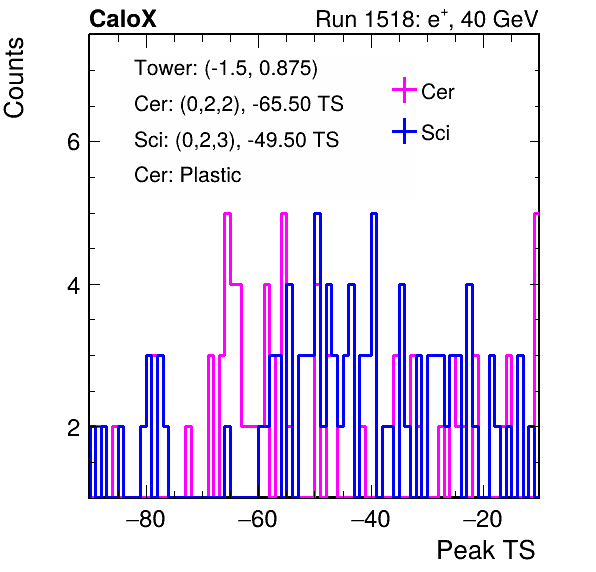 CaloX
Run 1518: e+, 40 GeV
Counts
Tower: (-1.5, 0.875)
Cer: (0,2,2), -65.50 TS
Sci: (0,2,3), -49.50 TS
Cer: Plastic
Cer
Sci
6
4
2
−80 −60 −40 −20
Peak TS